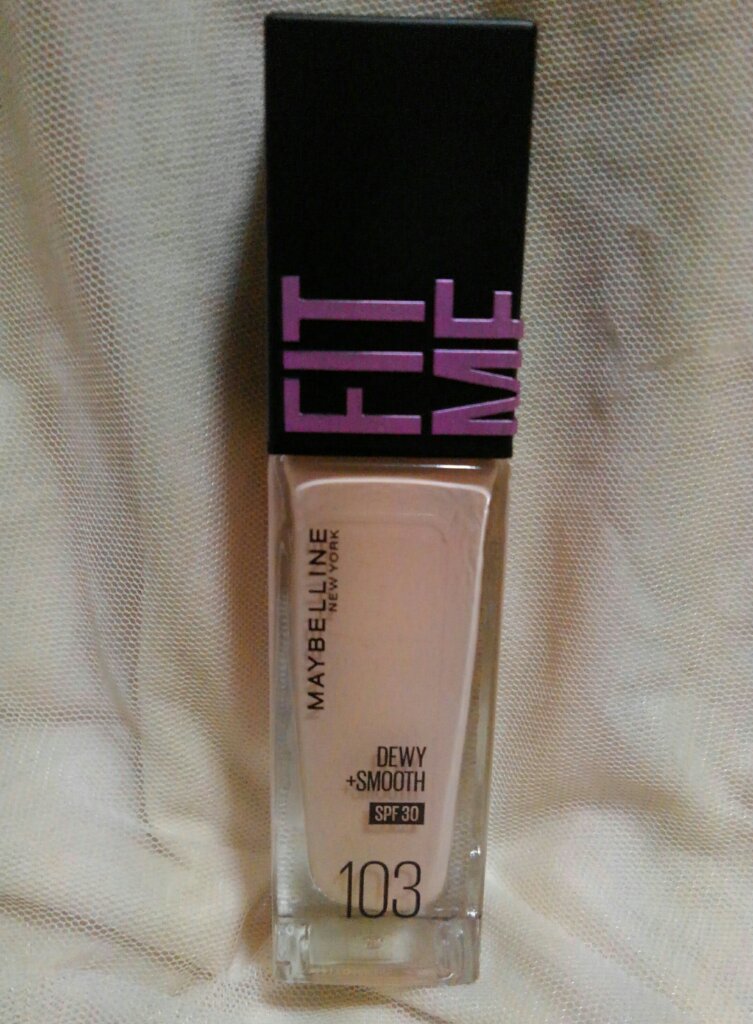 FIT
ME
MAYBELLINE
NEW YORK
DEWY
+SMOOTH
SPF 30
103